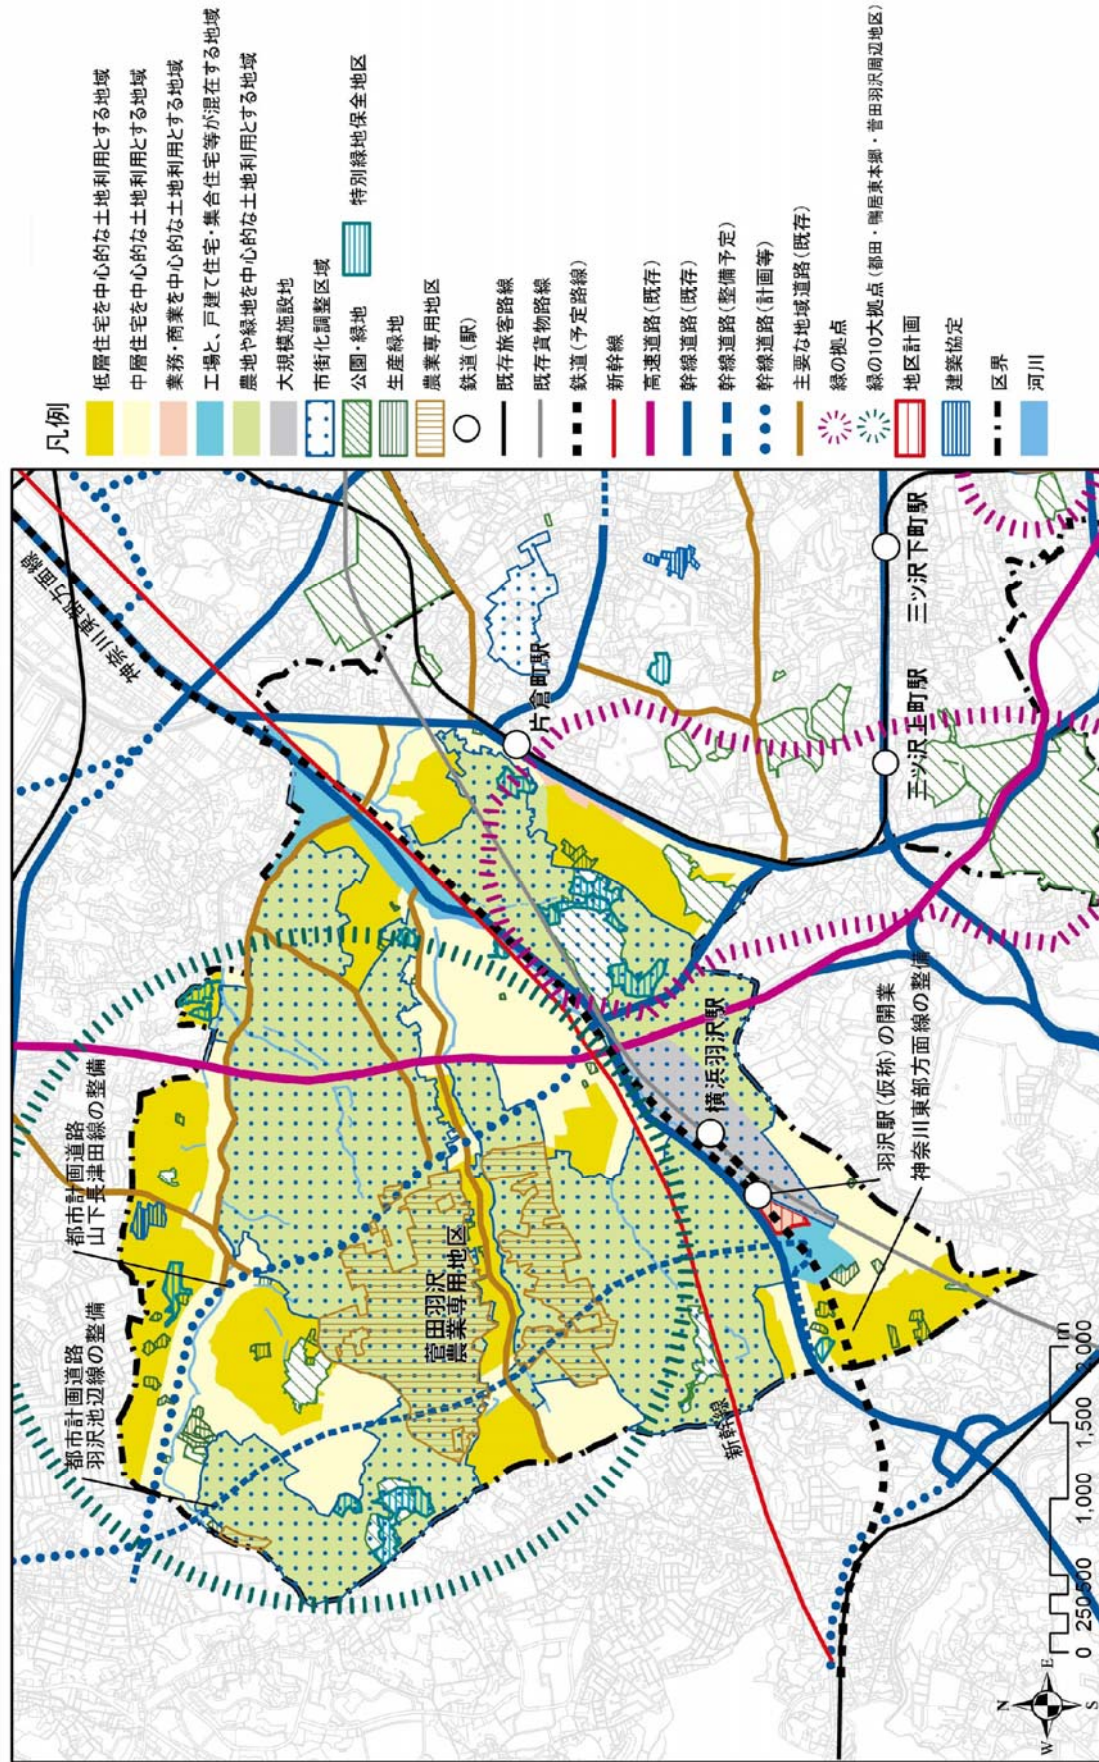 凡例
低層住宅を中心的な土地利用とする地域
中層住宅を中心的な土地利用とする地域
業務・商業を中心的な土地利用とする地域
工場と、戸建て住宅・集合住宅等が混在する地域
農地や緑地を中心的な土地利用とする地域
大規模施設地
市街化調整区域
公園・緑地
特別緑地保全地区
生産緑地
農業専用地区
鉄道(駅)
既存旅客路線
既存貨物路線
鉄道(予定路線)
新幹線
高速道路(既存)
幹線道路(既存)
幹線道路(整備予定)
幹線道路(計画等)
主要な地域道路(既存)
緑の拠点
緑の10大拠点(都田・鴨居東本郷・菅田羽沢周辺地区)
地区計画
建築協定
区界
河川
都市計画道路
羽沢池辺線の整備
都市計画道路
山下長津田線の整備
神奈川東部方面線
菅田羽沢
農業専用地区
片倉町駅
新幹線
横浜羽沢駅
三ツ沢上町駅
三ツ沢下町駅
羽沢駅(仮称)の開業
神奈川東部方面線の整備
N
W
E
S
0 250 500 1,000 1,500 2,000
m